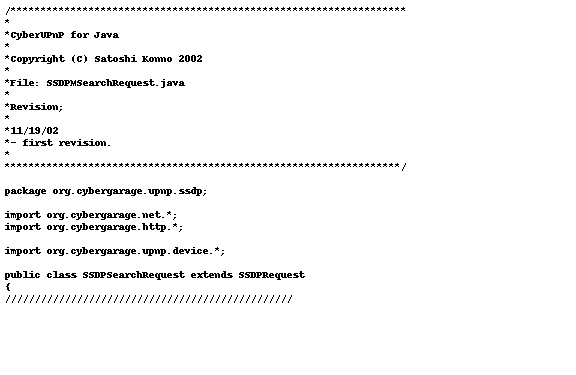 /******************************************************************
*
*CyberUPnP for Java
*
*Copyright (C) Satoshi Konno 2002
*
*File: SSDPMSearchRequest.java
*
*Revision;
*
*11/19/02
*- first revision.
*
******************************************************************/
package org.cybergarage.upnp.ssdp;
import org.cybergarage.net.*;
import org.cybergarage.http.*;
import org.cybergarage.upnp.device.*;
public class SSDPSearchRequest extends SSDPRequest
{
////////////////////////////////////////////////